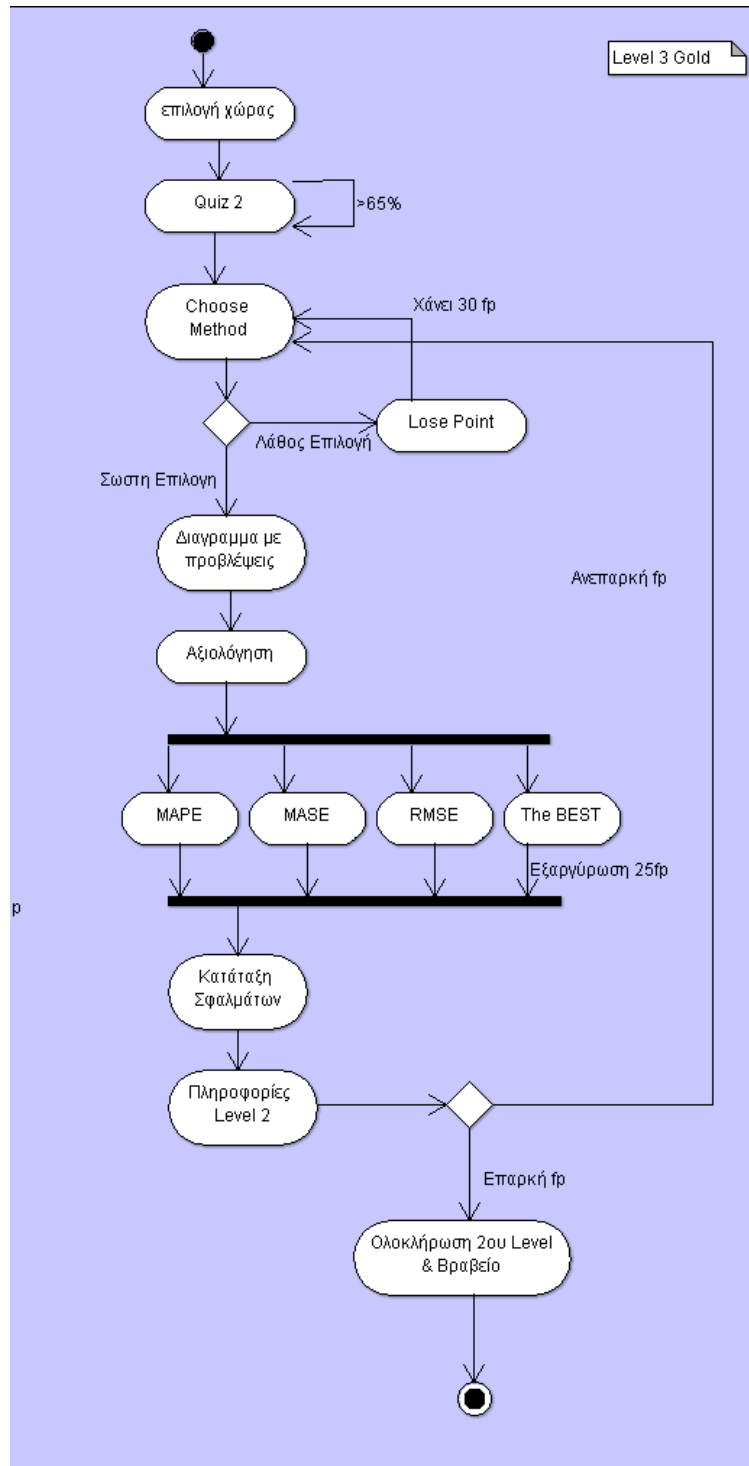 Level 3 Gold
επιλογή χώρας
Quiz 2
>65%
Choose
Method
Χάνει 30 fp
Lose Point
Λάθος Επιλογή
Σωστη Επιλογη
Διαγραμμα με
προβλέψεις
Ανεπαρκή fp
Αξιολόγηση
MAPE
MASE
RMSE
The BEST
Εξαργύρωση 25fp
p
Κατάταξη
Σφαλμάτων
Πληροφορίες
Level 2
Επαρκή fp
Ολοκλήρωση 2ου Level
& Βραβείο